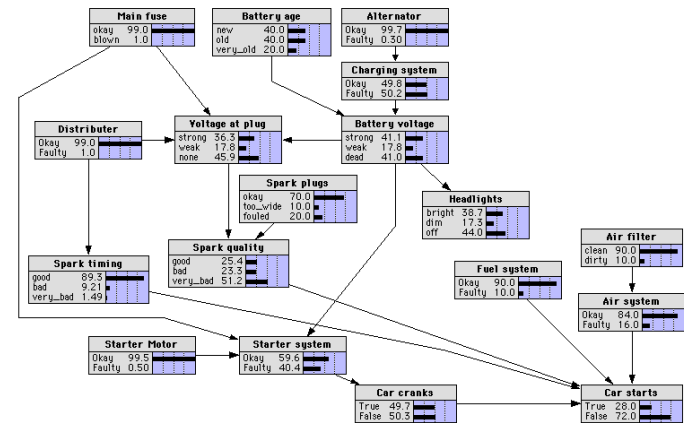 Main fuse
okay 99.0
blown 1.0
Battery age
new 40.0
old 40.0
very_old 20.0
Alternator
Okay 99.7
Faulty 0.30
Charging system
Okay 49.8
Faulty 50.2
Distributer
Okay 99.0
Faulty 1.0
Voltage at plug
strong 36.3
weak 17.8
none 45.9
Battery voltage
strong 41.1
weak 17.8
dead 41.0
Spark plugs
okay 70.0
too_wide 10.0
fouled 20.0
Headlights
bright 38.7
dim 17.3
off 44.0
Spark timing
good 89.3
bad 9.21
very_bad 1.49
Spark quality
good 25.4
bad 23.3
very_bad 51.2
Fuel system
Okay 90.0
Faulty 10.0
Air filter
clean 90.0
dirty 10.0
Air system
Okay 84.0
Faulty 16.0
Starter Motor
Okay 99.5
Faulty 0.50
Starter system
Okay 59.6
Faulty 40.4
Car cranks
True 49.7
False 50.3
Car starts
True 28.0
False 72.0